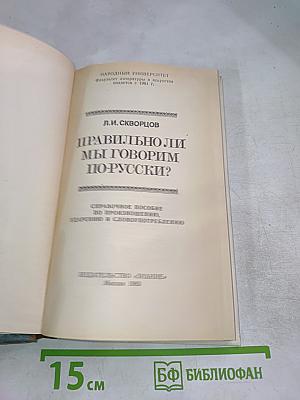 НАРОДНЫЙ УНИВЕРСИТЕТ
Факультет литературы и искусства
издается с 1961 г.
Л.И. СКВОРЦОВ
ПРАВИЛЬНО ЛИ
МЫ ГОВОРИМ
ПО-РУССКИ?
СПРАВОЧНОЕ ПОСОБИЕ
ПО ПРОИЗНОШЕНИЮ,
УДАРЕНИЮ И СЛОВОУПОТРЕБЛЕНИЮ
ИЗДАТЕЛЬСТВО «ЗНАНИЕ»
Москва
15 см
БФ БИБЛИОФАН